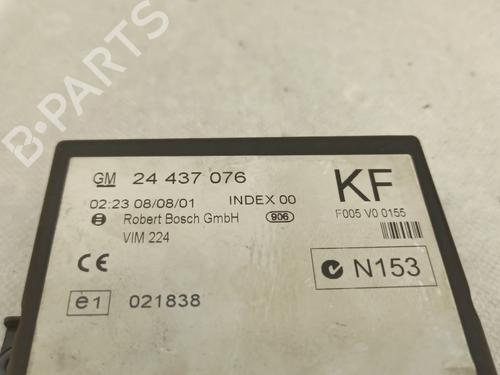 B-PARTS
GM 24 437 076
02:23 08/08/01 INDEX 00
Robert Bosch GmbH 906
VIM 224
KF
F005 V0 0155
CE
N153
e1 021838